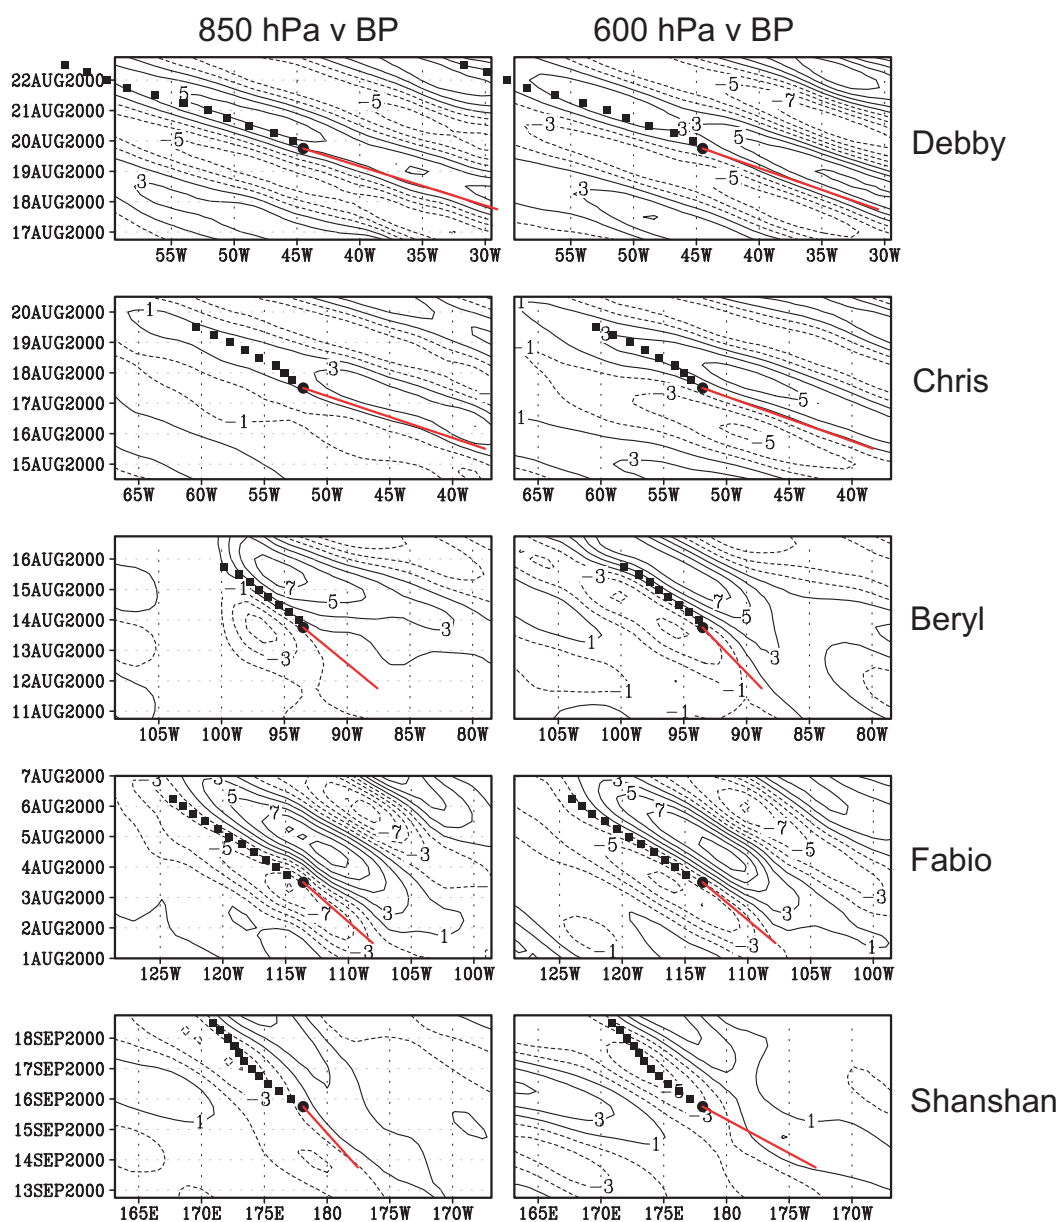 850 hPa v BP 600 hPa v BP
22AUG2000
21AUG2000
20AUG2000
19AUG2000
18AUG2000
17AUG2000
5 −5 −5 3
−5 −7 −3 3 3 5 −5 3
Debby
55W 50W 45W 40W 35W 30W 55W 50W 45W 40W 35W 30W
20AUG2000
19AUG2000
18AUG2000
17AUG2000
16AUG2000
15AUG2000
−1 3 −1
1 3 −1 −3 5 1 −5 3
Chris
65W 60W 55W 50W 45W 40W 65W 60W 55W 50W 45W 40W
16AUG2000
15AUG2000
14AUG2000
13AUG2000
12AUG2000
11AUG2000
7 −1 5 3 −3
−3 7 5 −3 3 −1 −1 −1
Beryl
105W 100W 95W 90W 85W 80W 105W 100W 95W 90W 85W 80W
7AUG2000
6AUG2000
5AUG2000
4AUG2000
3AUG2000
2AUG2000
1AUG2000
−3 5 7 −7 −5 −3 −7 3 1 −3
3 5 −7 7 −5 −3 −3 3 1 −1 −3
Fabio
125W 120W 115W 110W 105W 100W 125W 120W 115W 110W 105W 100W
18SEP2000
17SEP2000
16SEP2000
15SEP2000
14SEP2000
13SEP2000
−3 1
−5 3 −3 1 −3
Shanshan
165E 170E 175E 180 175W 170W 165E 170E 175E 180 175W 170W